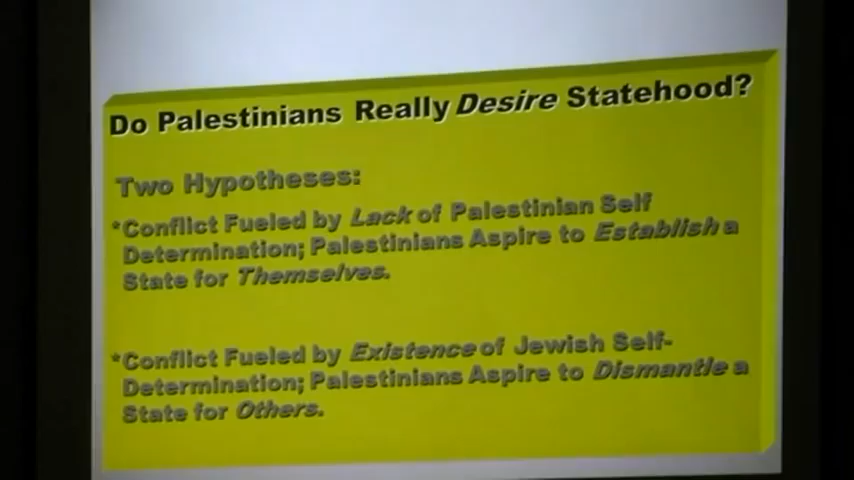 Do Palestinians Really Desire Statehood?
Two Hypotheses:
*Conflict Fueled by Lack of Palestinian Self
Determination; Palestinians Aspire to Establish a
State for Themselves.
*Conflict Fueled by Existence of Jewish Self-
Determination; Palestinians Aspire to Dismantle a
State for Others.